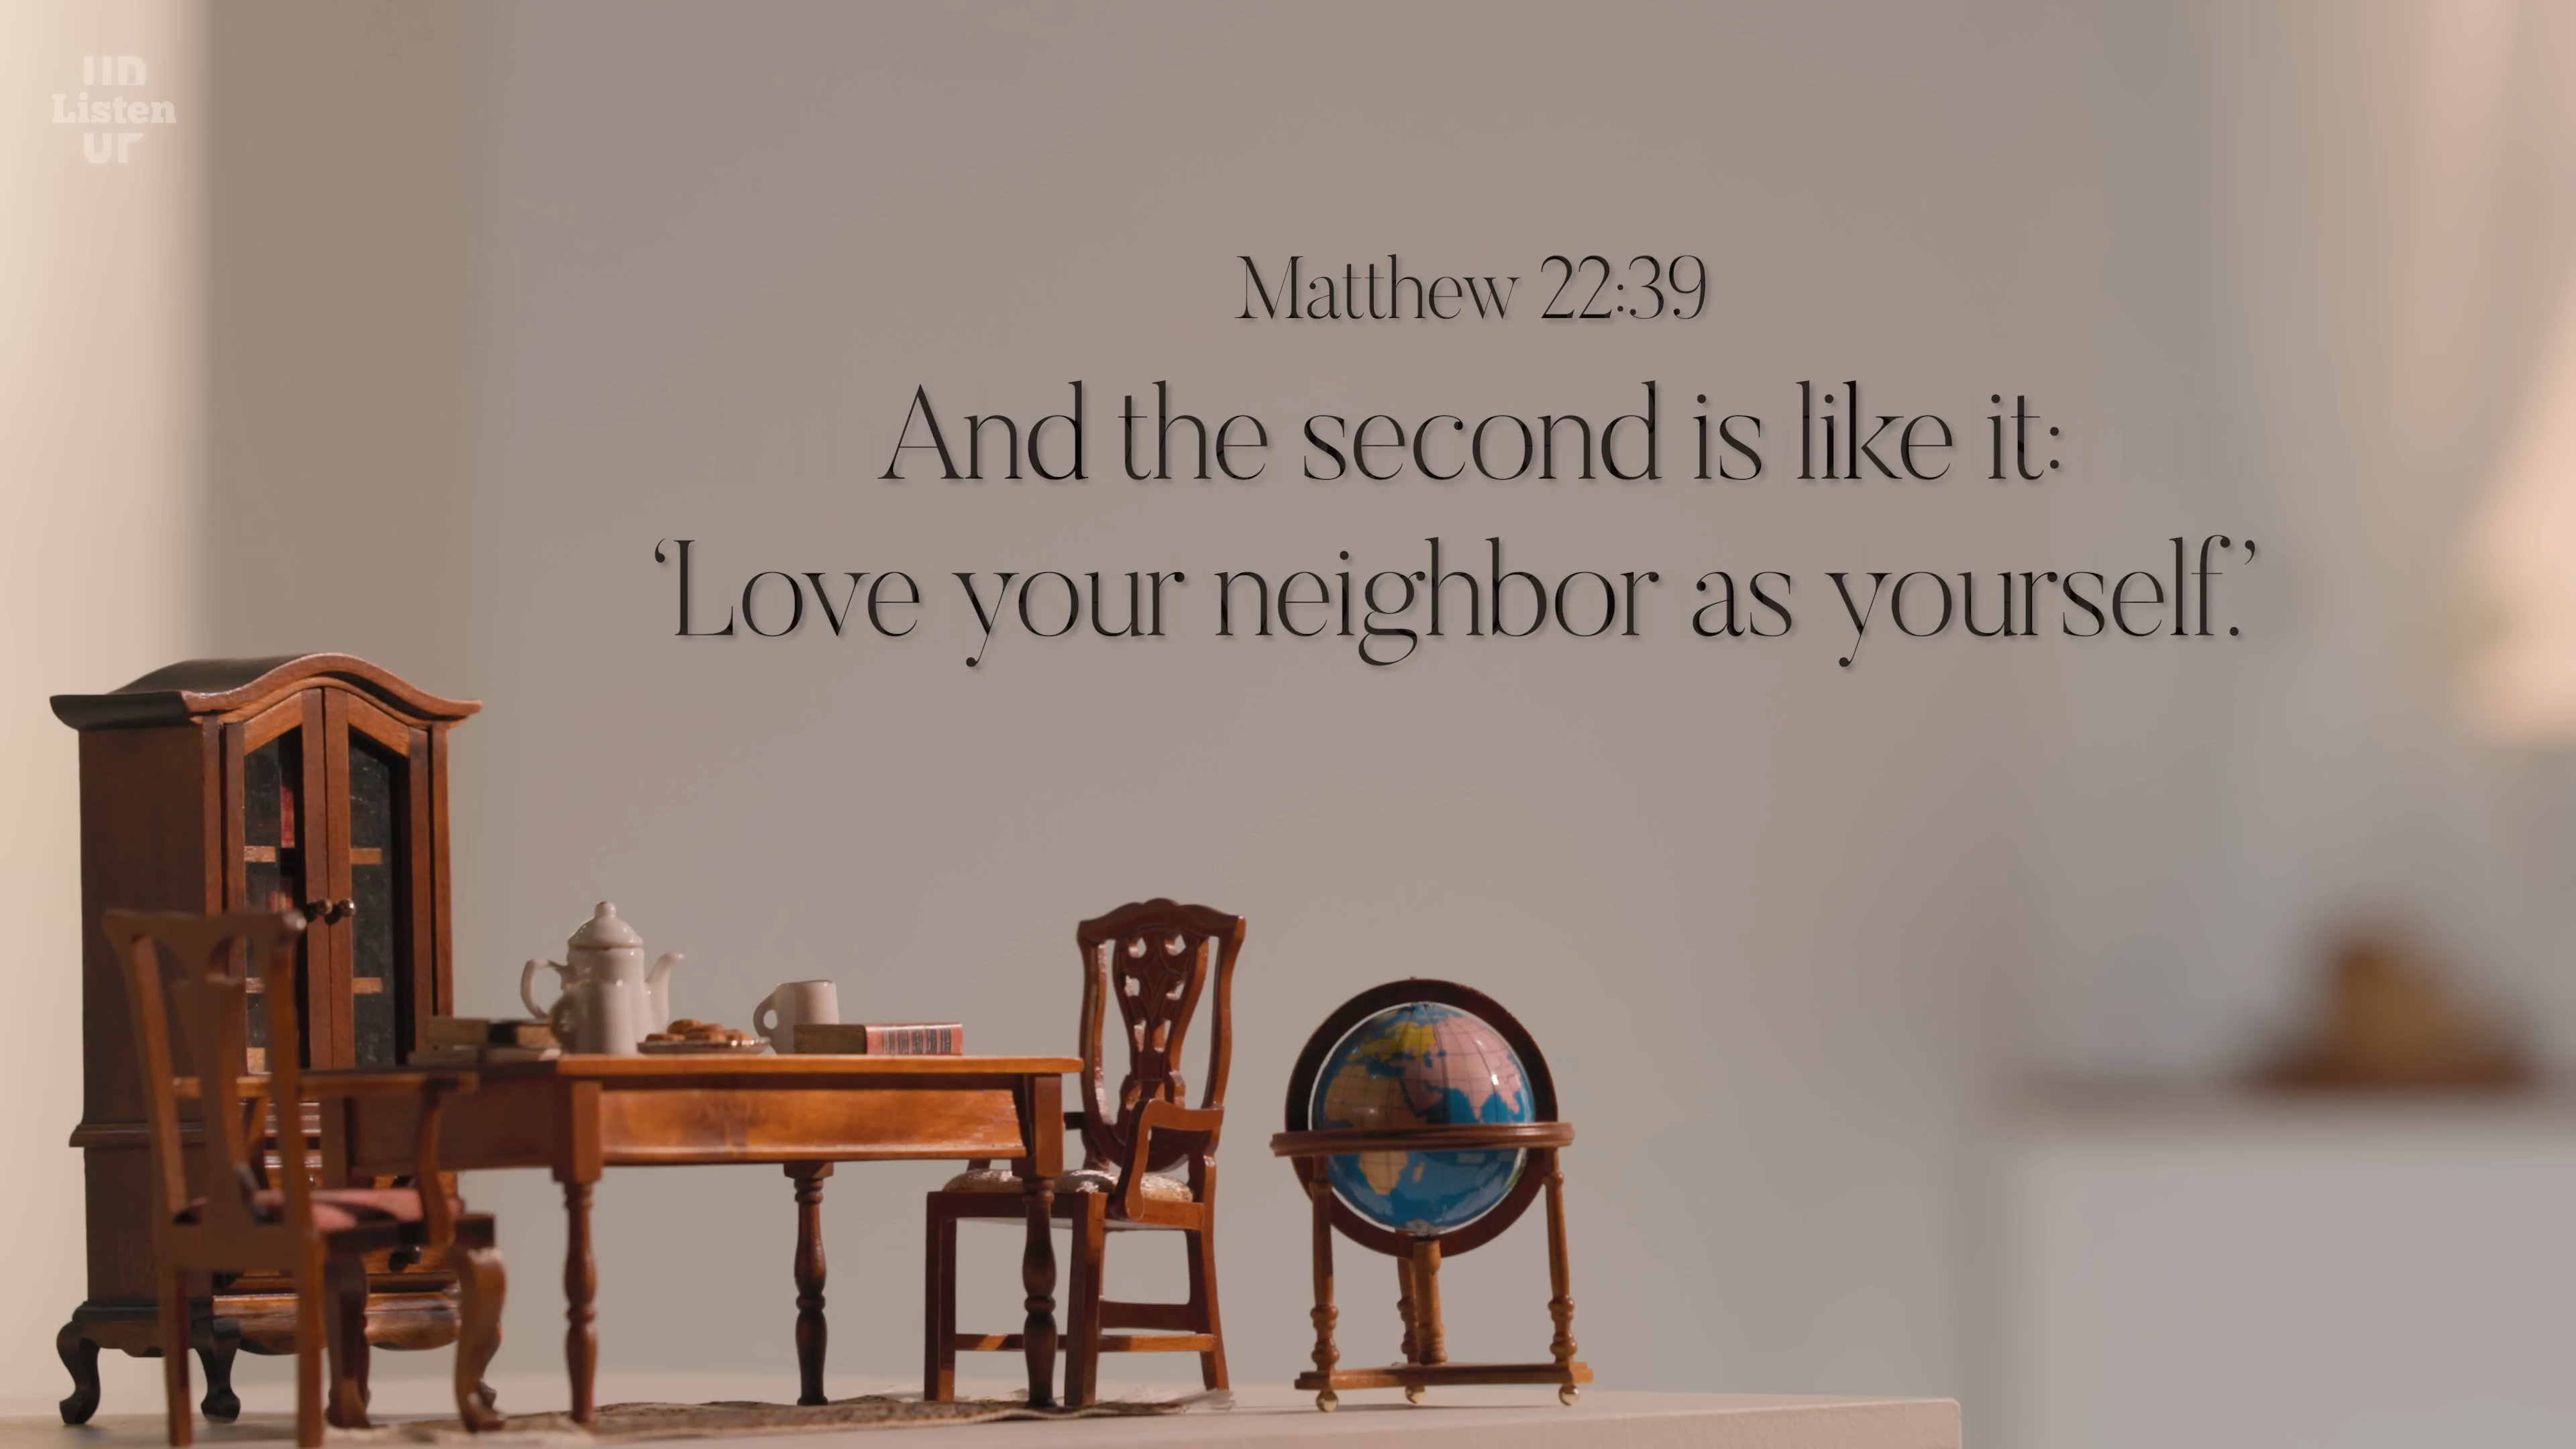 Listen
UP
Matthew 22:39
And the second is like it:
‘Love your neighbor as yourself.’